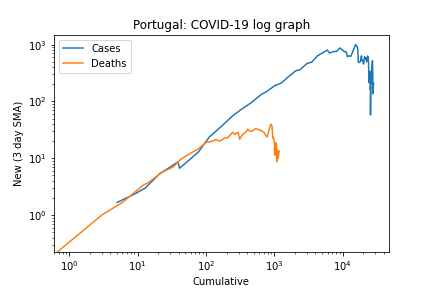 Portugal: COVID-19 log graph
Cases
Deaths
New (3 day SMA)
10³
10²
10¹
10⁰
10⁰ 10¹ 10² 10³ 10⁴
Cumulative